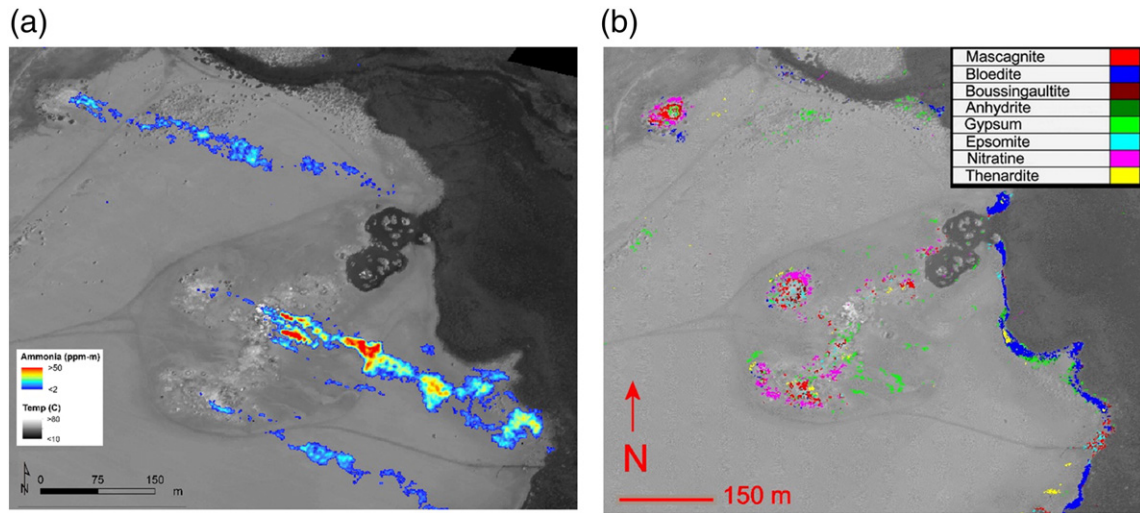 (a)
(b)
Mascagnite
Bloedite
Boussingaultite
Anhydrite
Gypsum
Epsomite
Nitratine
Thenardite
Ammonia (ppm-m)
>50
<2
Temp (C)
>80
<10
N
0 75 150
m
N
150 m